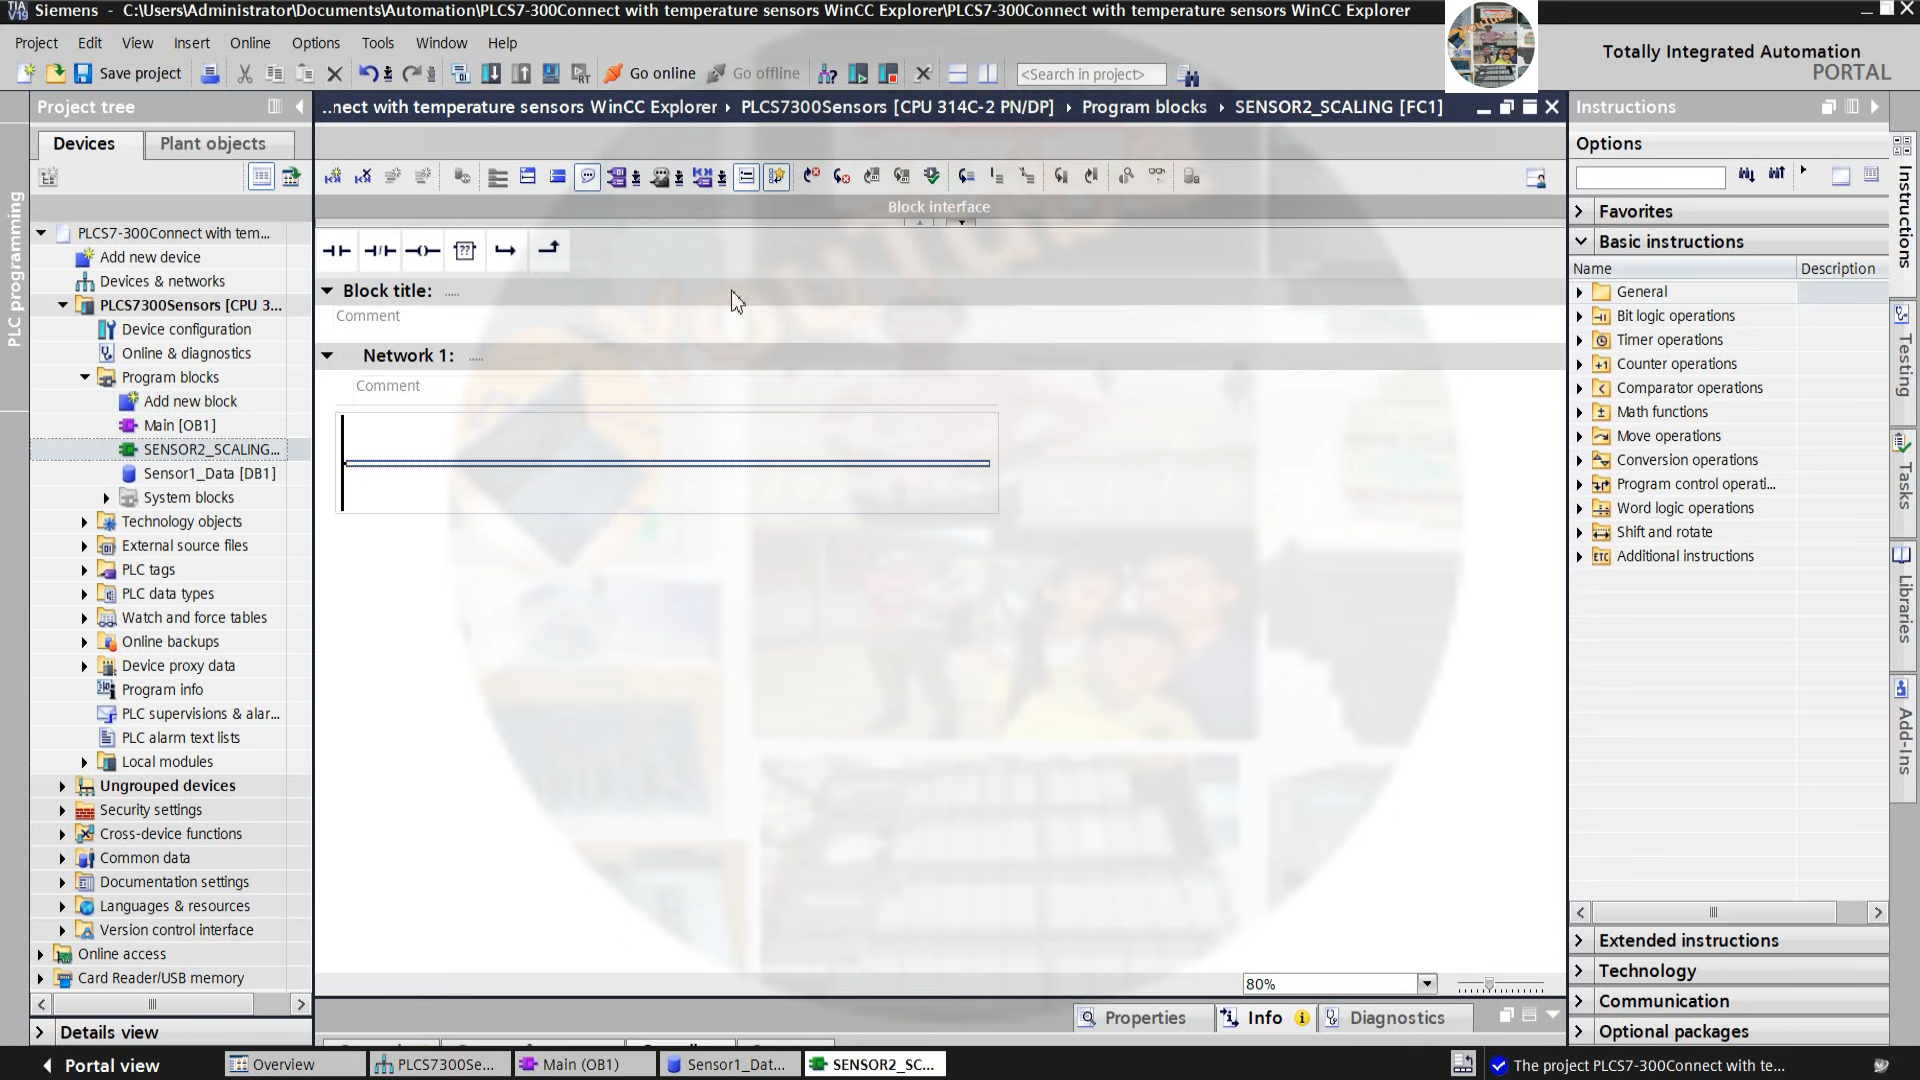 Siemens - C:\Users\Administrator\Documents\Automation\PLCS7-300Connect with temperature sensors WinCC Explorer\PLCS7-300Connect with temperature sensors WinCC Explorer
Project Edit View Insert Online Options Tools Window Help
Totally Integrated Automation
PORTAL
Save project
Go online
Go offline
<Search in project>
Project tree
...nect with temperature sensors WinCC Explorer › PLCS7300Sensors [CPU 314C-2 PN/DP] › Program blocks › SENSOR2_SCALING [FC1]
Instructions
Devices
Plant objects
Options
Block interface
PLC programming
PLCS7-300Connect with tem...
Add new device
Devices & networks
PLCS7300Sensors [CPU 3...
Device configuration
Online & diagnostics
Program blocks
Add new block
Main [OB1]
SENSOR2_SCALING...
Sensor1_Data [DB1]
System blocks
Technology objects
External source files
PLC tags
PLC data types
Watch and force tables
Online backups
Device proxy data
Program info
PLC supervisions & alar...
PLC alarm text lists
Local modules
Ungrouped devices
Security settings
Cross-device functions
Common data
Documentation settings
Languages & resources
Version control interface
Online access
Card Reader/USB memory
Details view
Block title: .....
Comment
Network 1: .....
Comment
80%
Properties
Info
Diagnostics
Favorites
Basic instructions
Name Description
General
Bit logic operations
Timer operations
Counter operations
Comparator operations
Math functions
Move operations
Conversion operations
Program control operati...
Word logic operations
Shift and rotate
Additional instructions
Extended instructions
Technology
Communication
Optional packages
Instructions
Testing
Tasks
Libraries
Add-Ins
Portal view
Overview
PLCS7300Se...
Main (OB1)
Sensor1_Dat...
SENSOR2_SC...
The project PLCS7-300Connect with te...